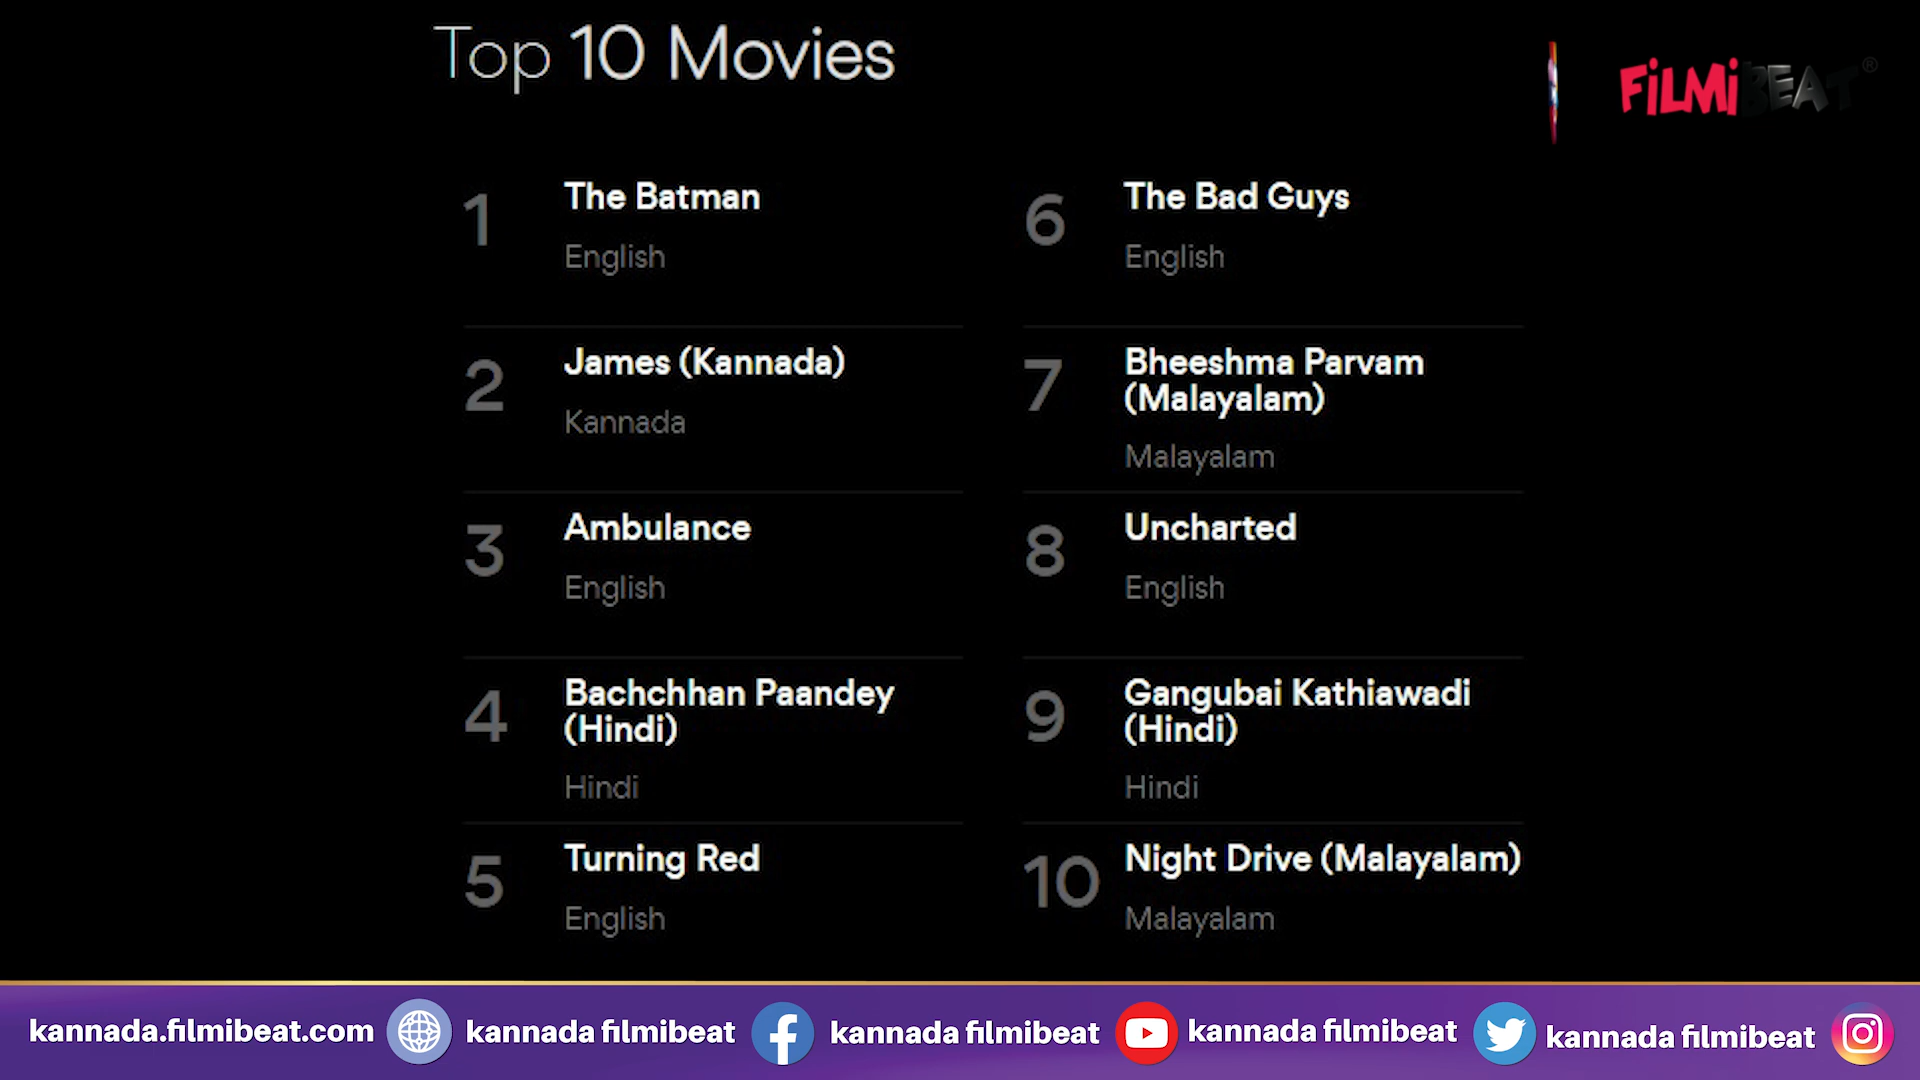 Top 10 Movies
FiLMiBEAT®
1
The Batman
English
2
James (Kannada)
Kannada
3
Ambulance
English
4
Bachchhan Paandey
(Hindi)
Hindi
5
Turning Red
English
6
The Bad Guys
English
7
Bheeshma Parvam
(Malayalam)
Malayalam
8
Uncharted
English
9
Gangubai Kathiawadi
(Hindi)
Hindi
10
Night Drive (Malayalam)
Malayalam
kannada.filmibeat.com kannada filmibeat kannada filmibeat kannada filmibeat kannada filmibeat